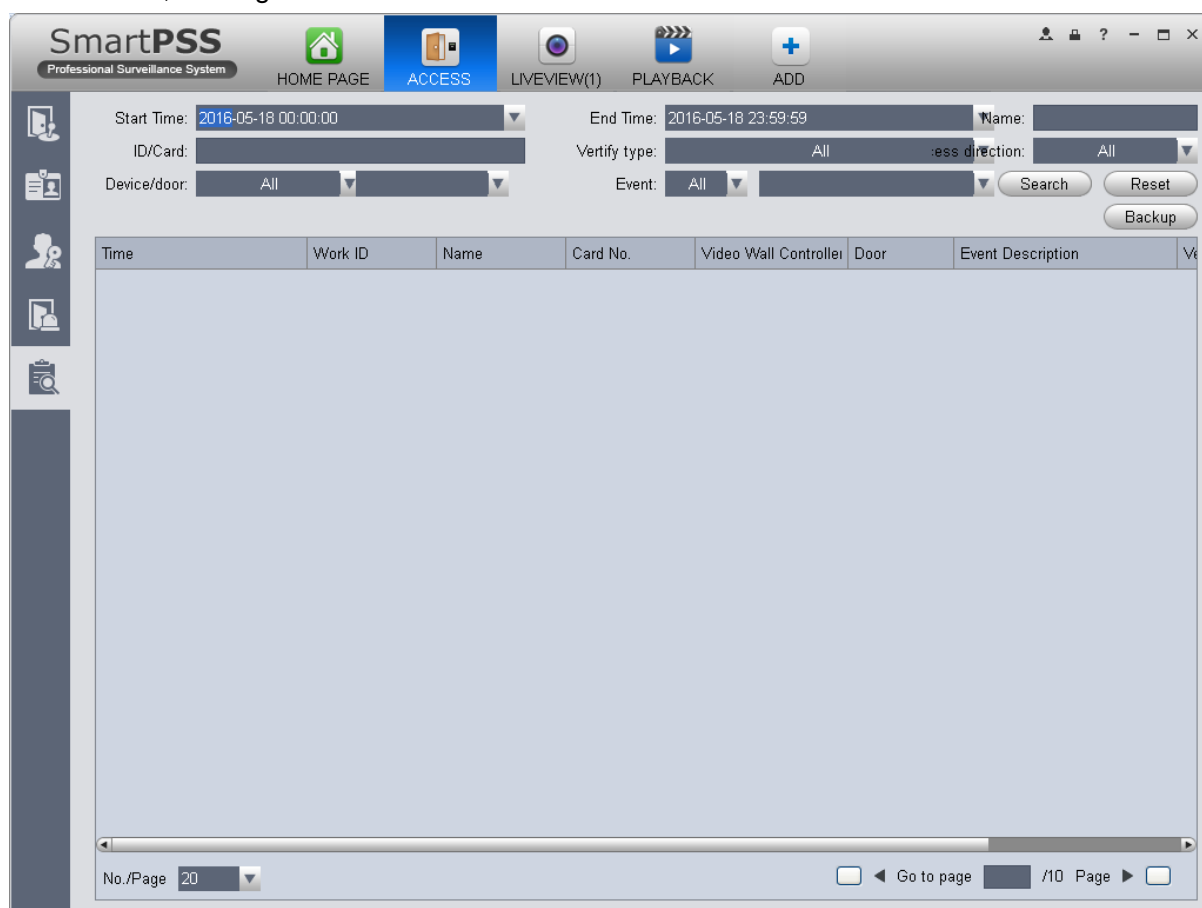 SmartPSS
Professional Surveillance System
HOME PAGE ACCESS LIVEVIEW(1) PLAYBACK ADD
? 
Start Time: 2016-05-18 00:00:00 End Time: 2016-05-18 23:59:59 Name:
ID/Card: Vertify type: All ess direction: All
Device/door: All Event: All Search Reset
Backup
Time Work ID Name Card No. Video Wall Controller Door Event Description Ve
No./Page 20 Go to page /10 Page